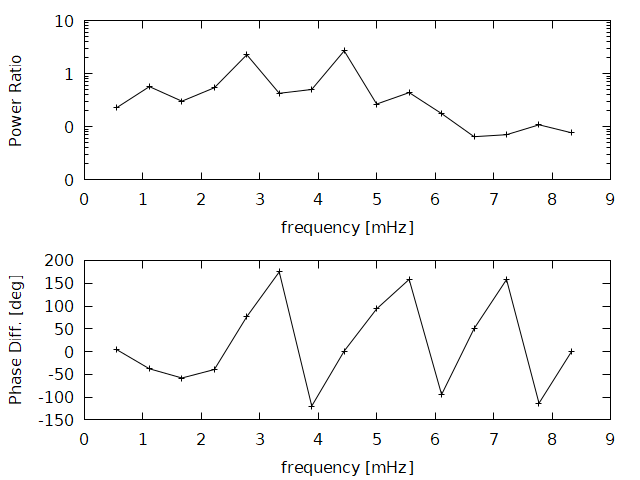 10
1
0
0
Power Ratio
0 1 2 3 4 5 6 7 8 9
frequency [mHz]
200
150
100
50
0
-50
-100
-150
Phase Diff. [deg]
0 1 2 3 4 5 6 7 8 9
frequency [mHz]